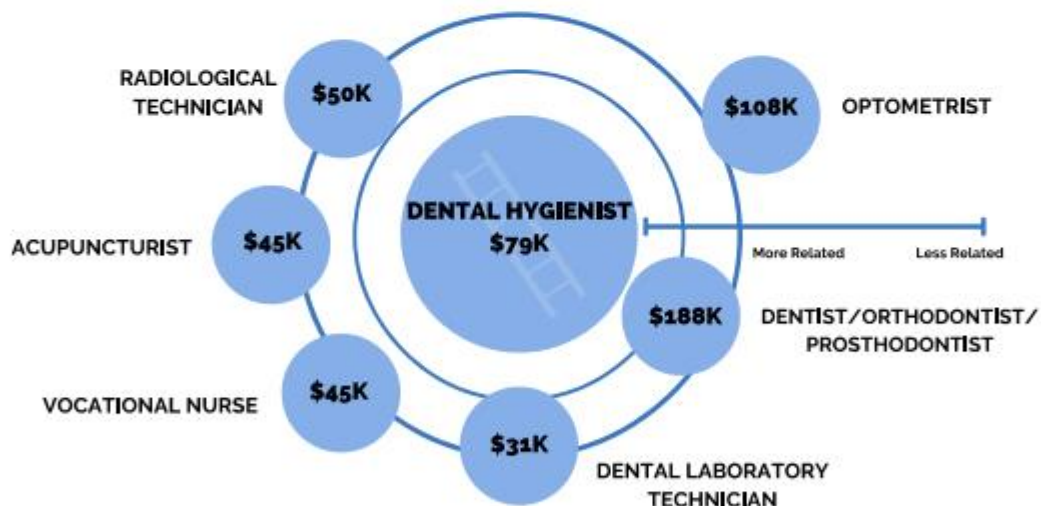 RADIOLOGICAL
TECHNICIAN
$50K
$108K
OPTOMETRIST
DENTAL HYGIENIST
$79K
ACUPUNCTURIST
$45K
More Related
Less Related
$188K
DENTIST/ORTHODONTIST/
PROSTHODONTIST
VOCATIONAL NURSE
$45K
$31K
DENTAL LABORATORY
TECHNICIAN